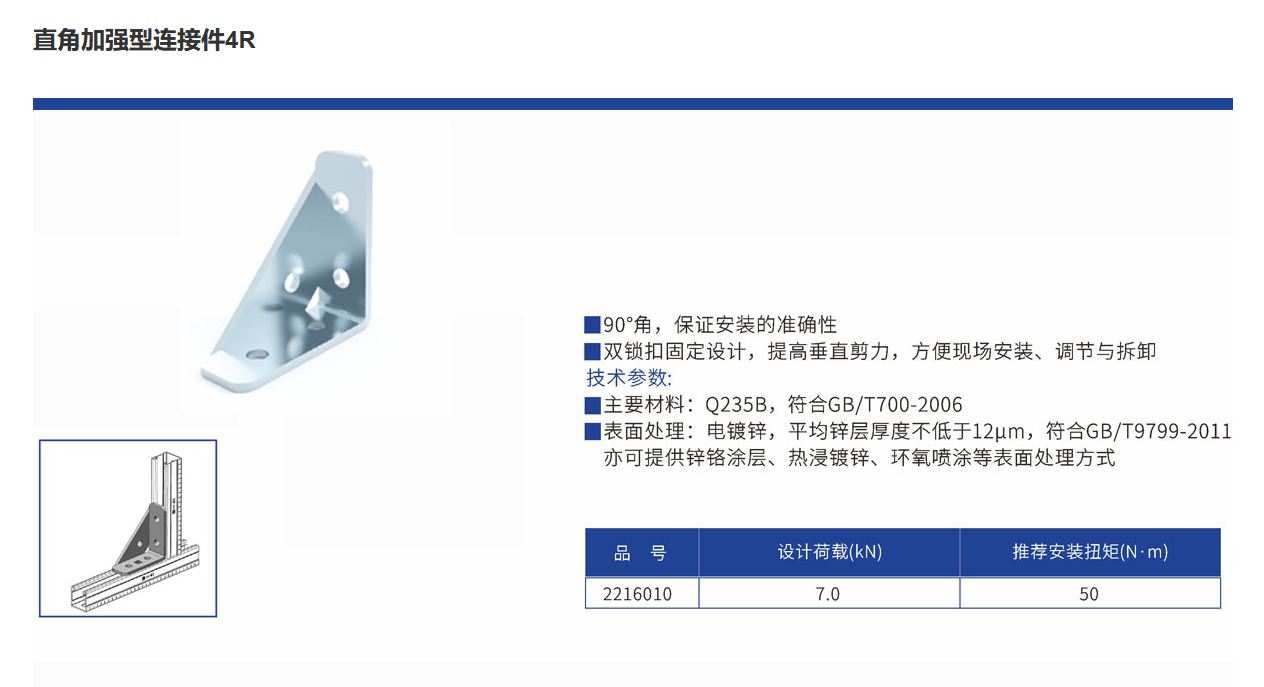 直角加强型连接件4R
■90°角，保证安装的准确性
■双锁扣固定设计，提高垂直剪力，方便现场安装、调节与拆卸
技术参数:
■主要材料：Q235B，符合GB/T700-2006
■表面处理：电镀锌，平均锌层厚度不低于12μm，符合GB/T9799-2011
亦可提供锌铬涂层、热浸镀锌、环氧喷涂等表面处理方式
品 号 设计荷载(kN) 推荐安装扭矩(N·m)
2216010 7.0 50